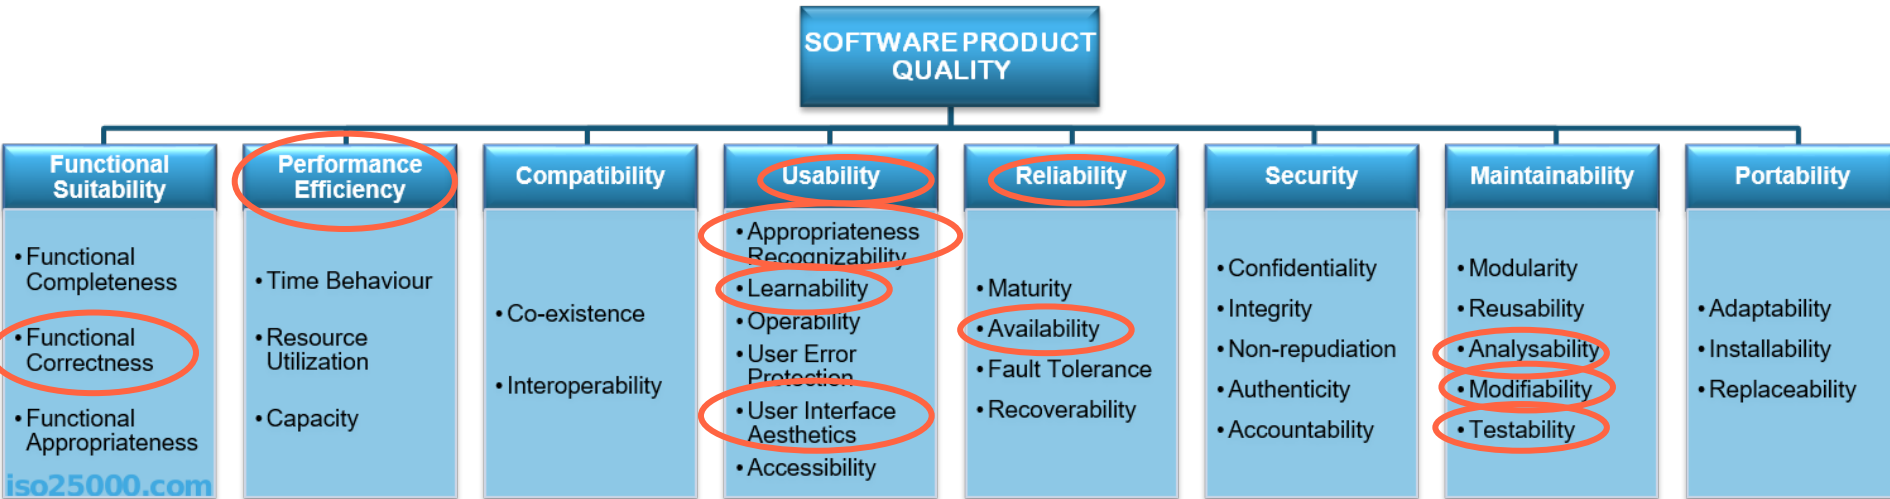 SOFTWARE PRODUCT
QUALITY
Functional
Suitability
• Functional
Completeness
• Functional
Correctness
• Functional
Appropriateness
iso25000.com
Performance
Efficiency
• Time Behaviour
• Resource
Utilization
• Capacity
Compatibility
• Co-existence
• Interoperability
Usability
• Appropriateness
Recognizability
• Learnability
• Operability
• User Error
Protection
• User Interface
Aesthetics
• Accessibility
Reliability
• Maturity
• Availability
• Fault Tolerance
• Recoverability
Security
• Confidentiality
• Integrity
• Non-repudiation
• Authenticity
• Accountability
Maintainability
• Modularity
• Reusability
• Analysability
• Modifiability
• Testability
Portability
• Adaptability
• Installability
• Replaceability